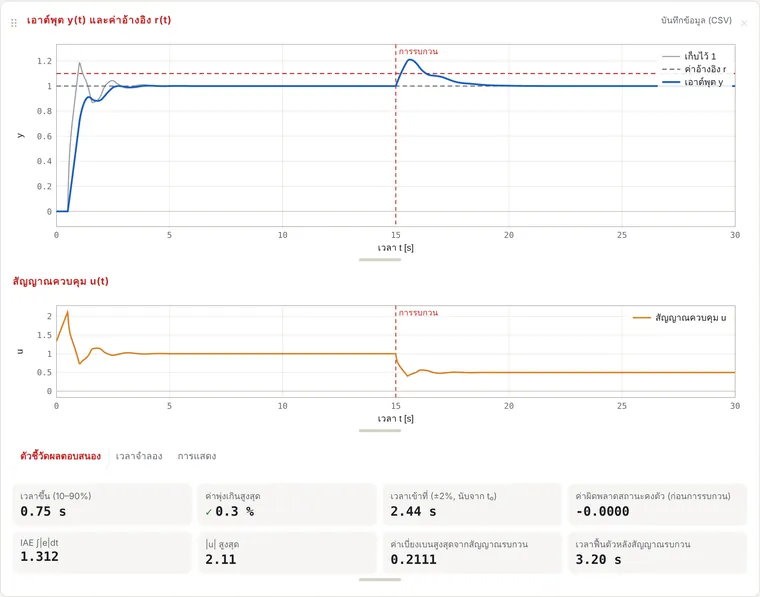 เอาต์พุต y(t) และค่าอ้างอิง r(t)
บันทึกข้อมูล (CSV)
การรบกวน
เก็บไว้ 1
ค่าอ้างอิง r
เอาต์พุต y
1.2
1
0.8
0.6
0.4
0.2
0
y
0 5 10 15 20 25 30
เวลา t [s]
สัญญาณควบคุม u(t)
การรบกวน
สัญญาณควบคุม u
2
1.5
1
0.5
0
u
0 5 10 15 20 25 30
เวลา t [s]
ตัวชี้วัดผลตอบสนอง เวลาจำลอง การแสดง
เวลาขึ้น (10–90%)
0.75 s
ค่าพุ่งเกินสูงสุด
✓ 0.3 %
เวลาเข้าที่ (±2%, นับจาก t₀)
2.44 s
ค่าผิดพลาดสถานะคงตัว (ก่อนการรบกวน)
-0.0000
IAE ∫|e|dt
1.312
|u| สูงสุด
2.11
ค่าเบี่ยงเบนสูงสุดจากสัญญาณรบกวน
0.2111
เวลาฟื้นตัวหลังสัญญาณรบกวน
3.20 s